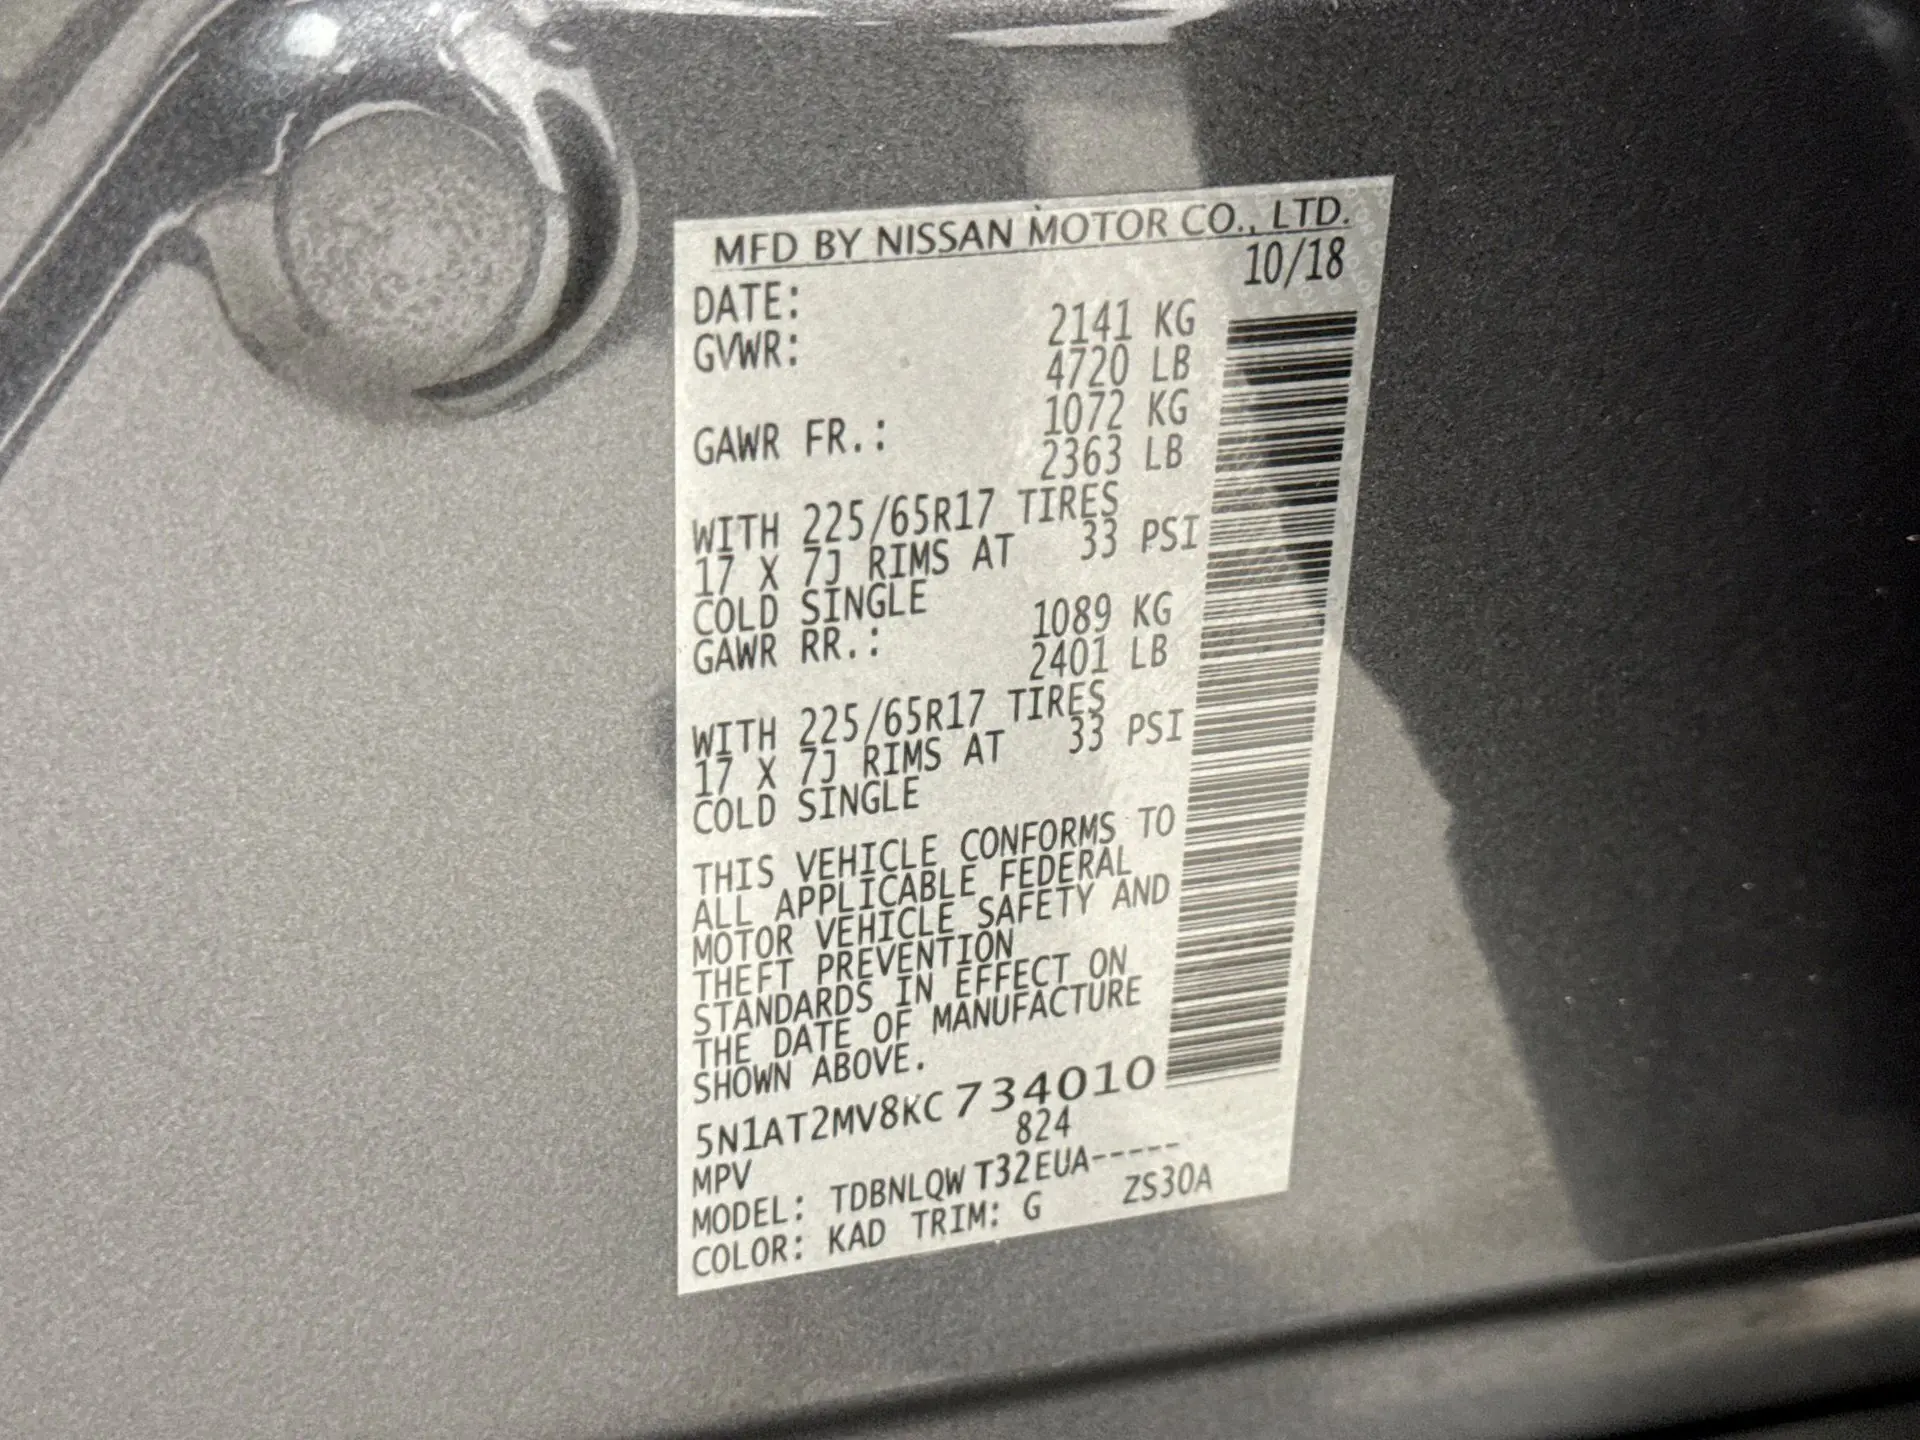 MFD BY NISSAN MOTOR CO., LTD.
DATE: 10/18
GVWR: 2141 KG
4720 LB
GAWR FR.: 1072 KG
2363 LB
WITH 225/65R17 TIRES
17 X 7J RIMS AT 33 PSI
COLD SINGLE
GAWR RR.: 1089 KG
2401 LB
WITH 225/65R17 TIRES
17 X 7J RIMS AT 33 PSI
COLD SINGLE
THIS VEHICLE CONFORMS TO
ALL APPLICABLE FEDERAL
MOTOR VEHICLE SAFETY AND
THEFT PREVENTION
STANDARDS IN EFFECT ON
THE DATE OF MANUFACTURE
SHOWN ABOVE.
5N1AT2MV8KC734010
MPV 824
MODEL: TDBNLQW T32EUA-----
COLOR: KAD TRIM: G ZS30A